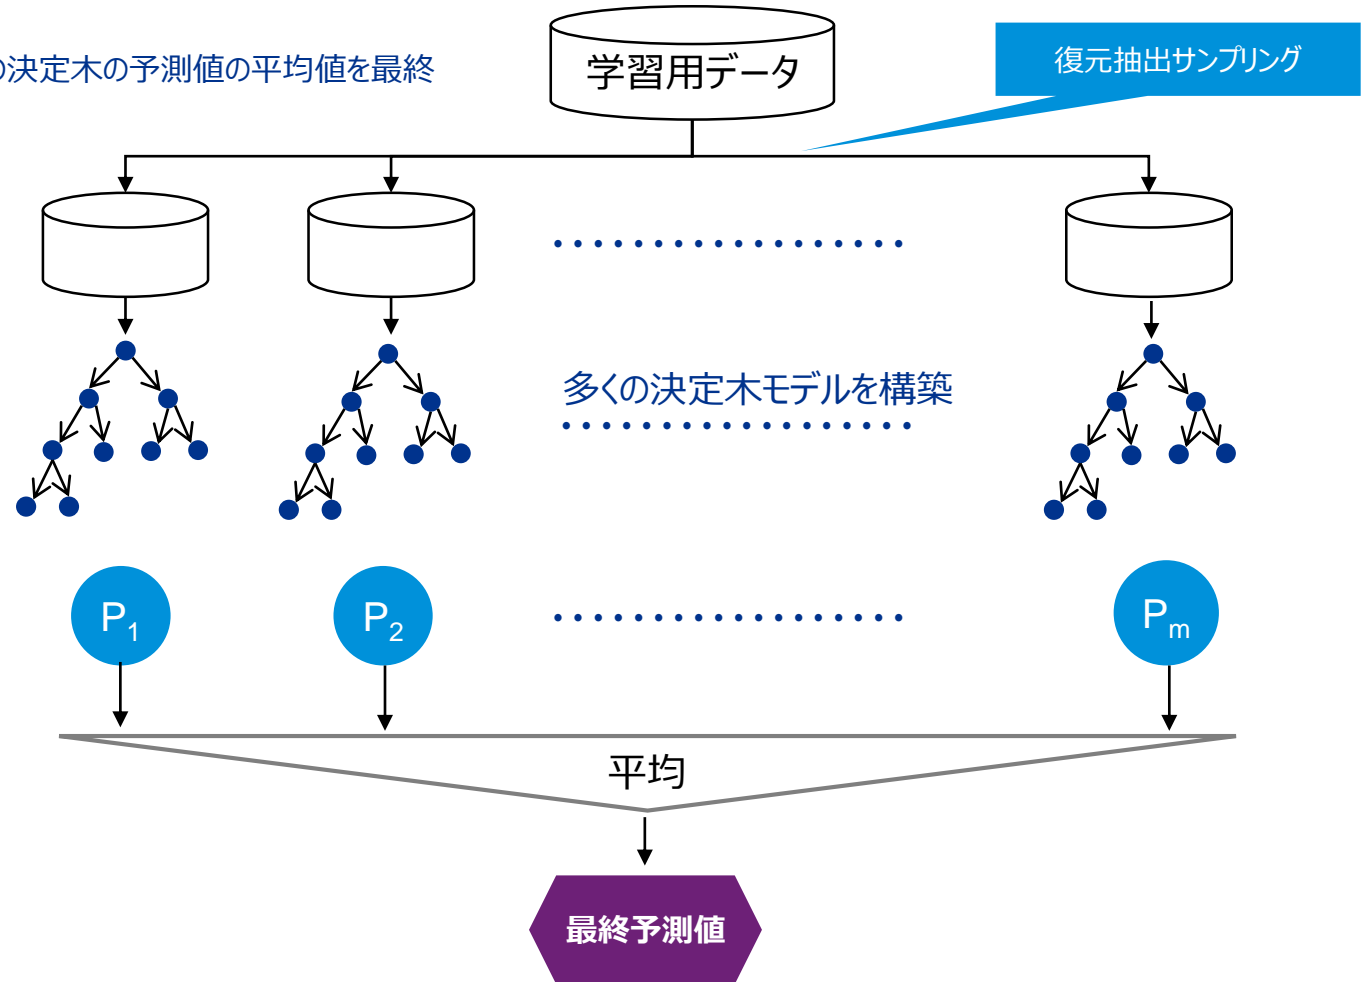 の決定木の予測値の平均値を最終
学習用データ
復元抽出サンプリング
多くの決定木モデルを構築
P1
P2
Pm
平均
最終予測値